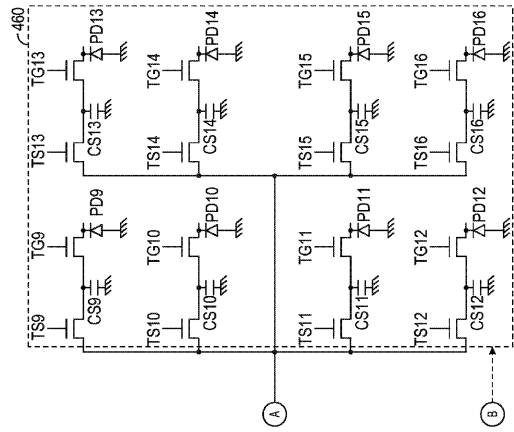 460
TG13
PD13
TG14
PD14
TG15
PD15
TG16
PD16
TS13
CS13
TS14
CS14
TS15
CS15
TS16
CS16
TG9
PD9
TG10
PD10
TG11
PD11
TG12
PD12
TS9
CS9
TS10
CS10
TS11
CS11
TS12
CS12
A
B